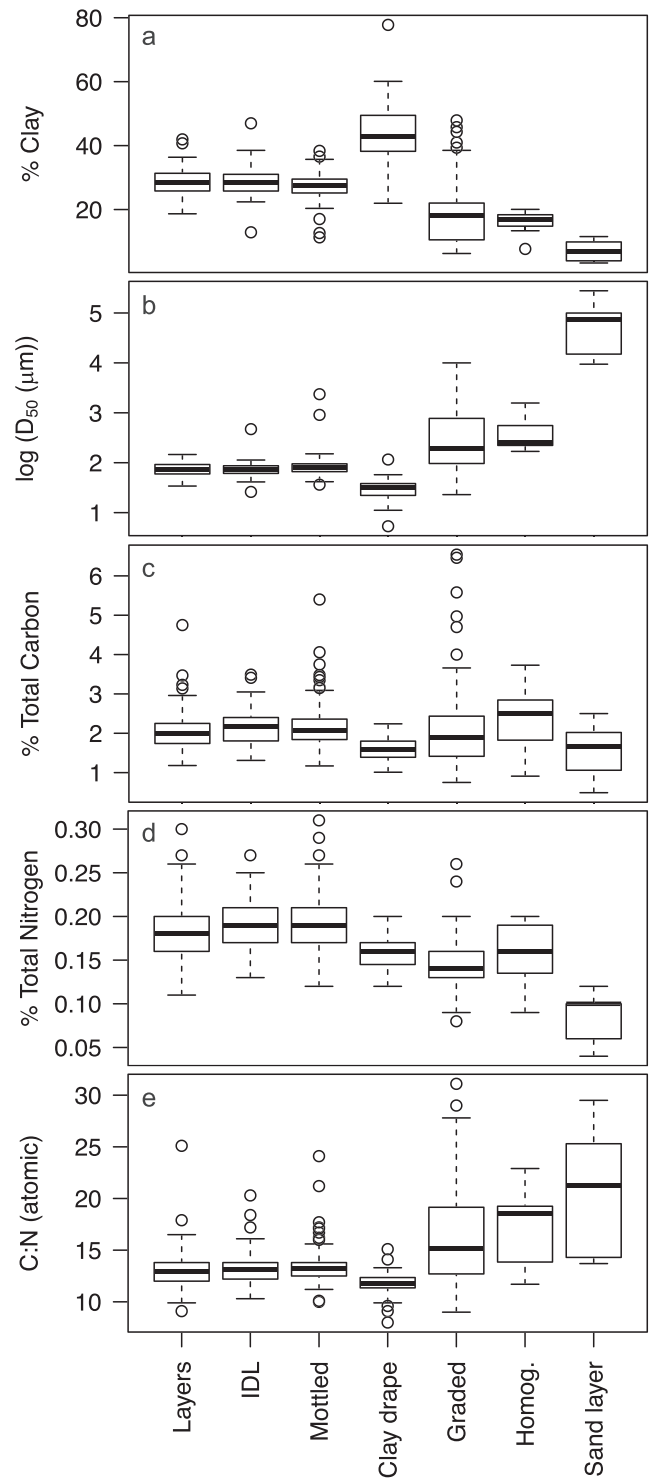 a
% Clay
80
60
40
20
b
log (D50 (μm))
5
4
3
2
1
c
% Total Carbon
6
5
4
3
2
1
d
% Total Nitrogen
0.30
0.25
0.20
0.15
0.10
0.05
e
C:N (atomic)
30
25
20
15
10
Layers
IDL
Mottled
Clay drape
Graded
Homog.
Sand layer